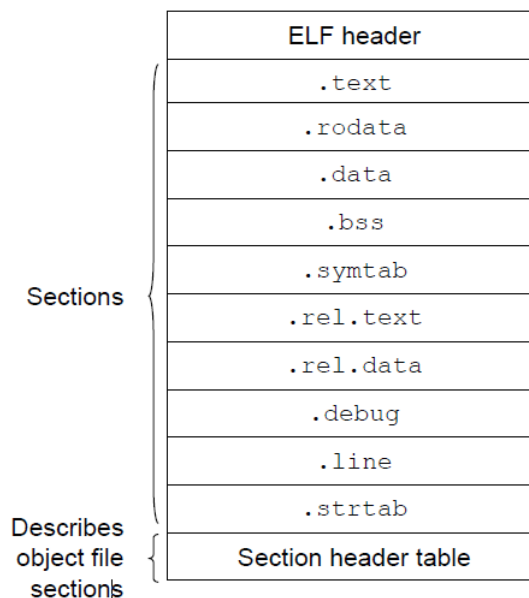 ELF header
.text
.rodata
.data
.bss
.symtab
Sections
.rel.text
.rel.data
.debug
.line
.strtab
Describes
object file
sections
Section header table